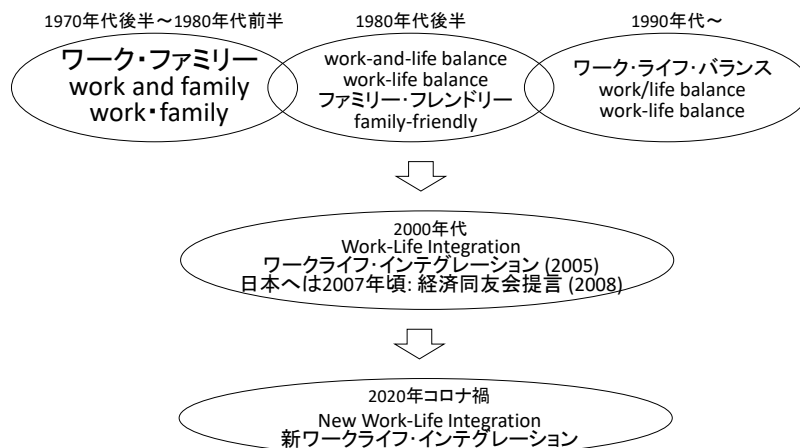 1970年代後半～1980年代前半
ワーク・ファミリー
work and family
work・family
1980年代後半
work-and-life balance
work-life balance
ファミリー・フレンドリー
family-friendly
1990年代～
ワーク・ライフ・バランス
work/life balance
work-life balance
2000年代
Work-Life Integration
ワークライフ・インテグレーション (2005)
日本へは2007年頃: 経済同友会提言 (2008)
2020年コロナ禍
New Work-Life Integration
新ワークライフ・インテグレーション